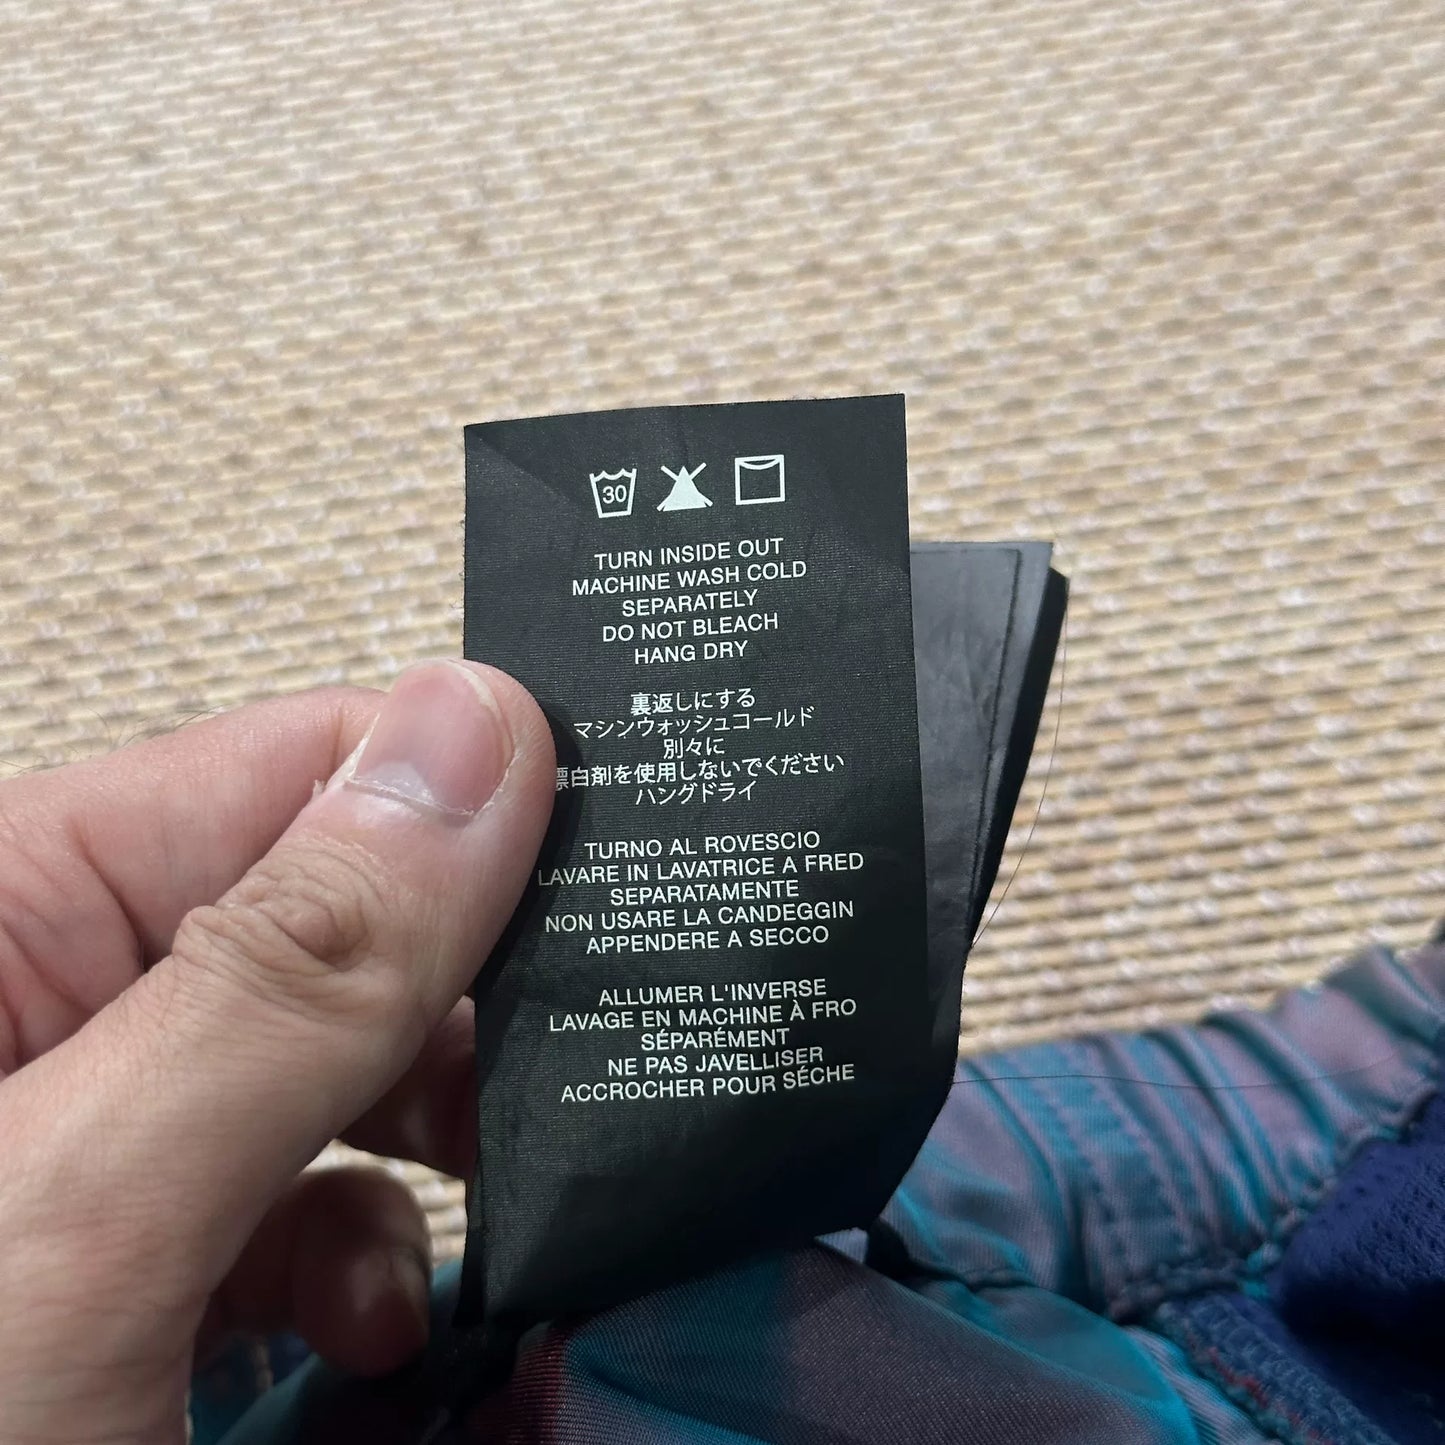 30
TURN INSIDE OUT
MACHINE WASH COLD
SEPARATELY
DO NOT BLEACH
HANG DRY
裏返しにする
マシンウォッシュコールド
別々に
漂白剤を使用しないでください
ハングドライ
TURNO AL ROVESCIO
LAVARE IN LAVATRICE A FRED
SEPARATAMENTE
NON USARE LA CANDEGGIN
APPENDERE A SECCO
ALLUMER L'INVERSE
LAVAGE EN MACHINE À FRO
SÉPARÉMENT
NE PAS JAVELLISER
ACCROCHER POUR SÉCHE